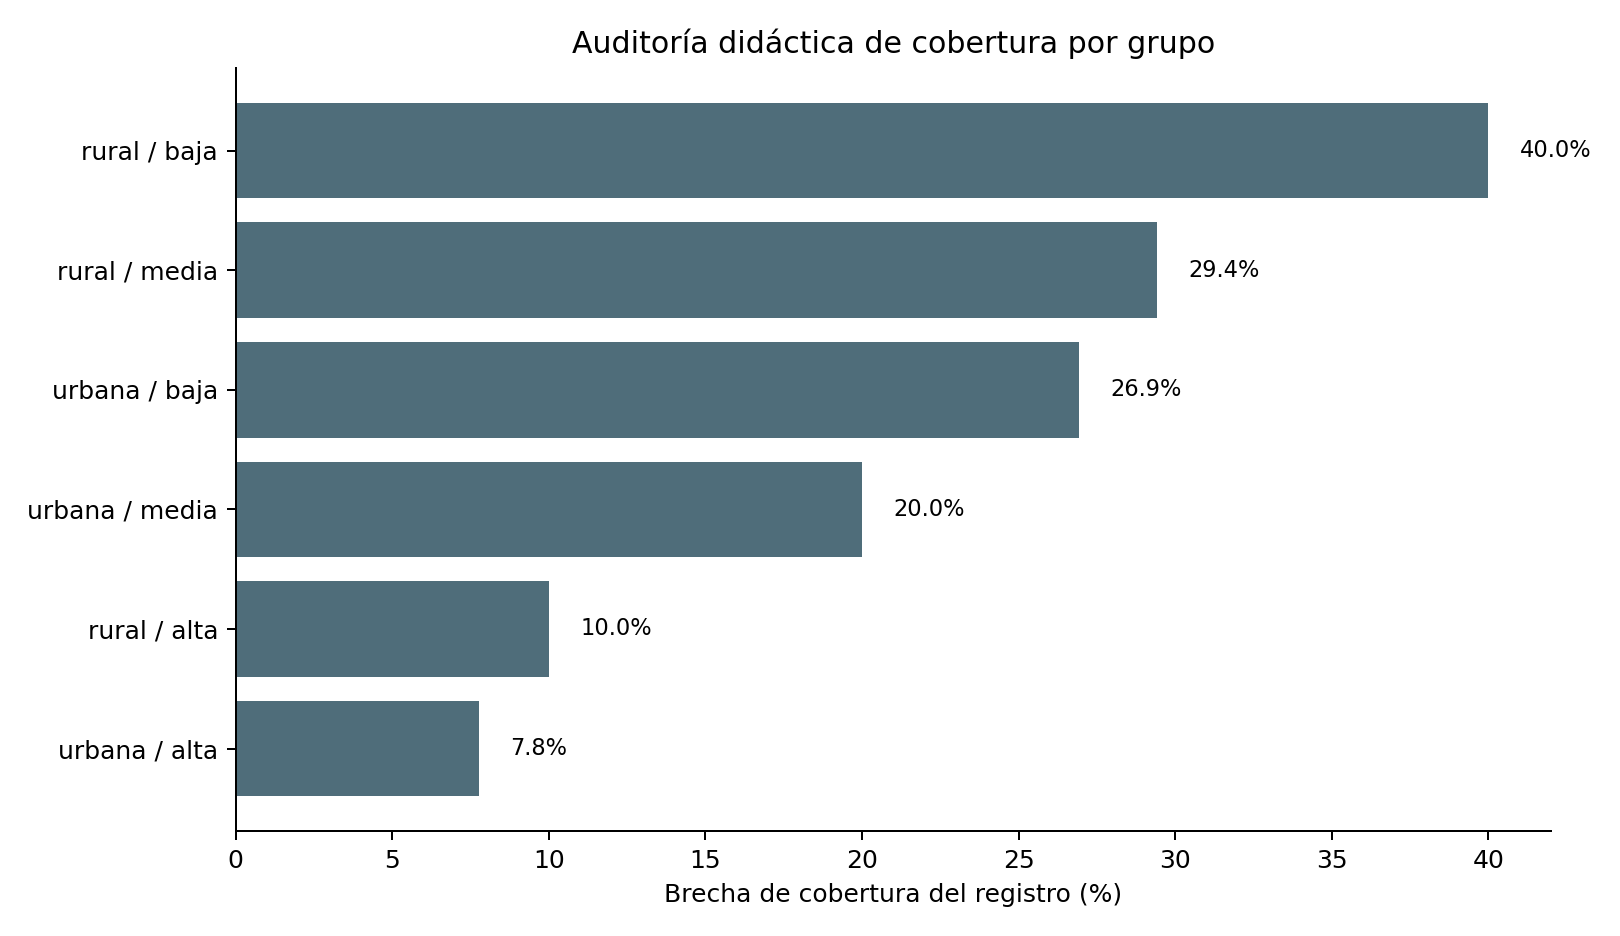 Auditoría didáctica de cobertura por grupo
rural / baja 40.0%
rural / media 29.4%
urbana / baja 26.9%
urbana / media 20.0%
rural / alta 10.0%
urbana / alta 7.8%
0 5 10 15 20 25 30 35 40
Brecha de cobertura del registro (%)